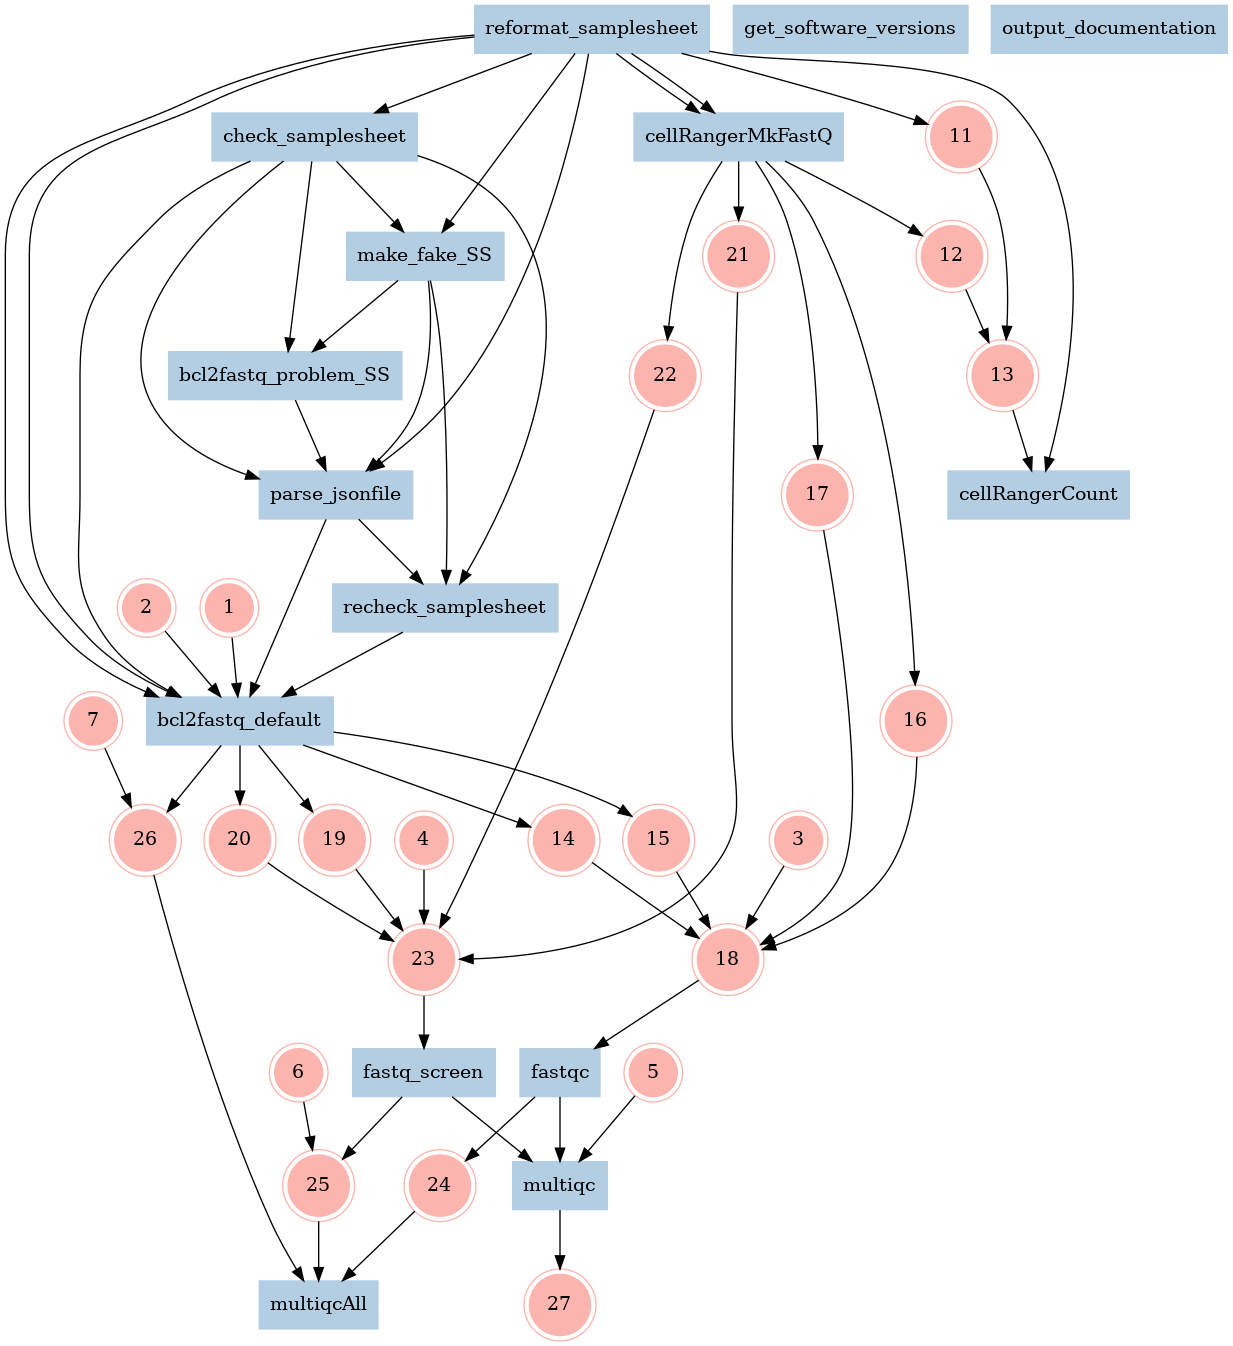 reformat_samplesheet
get_software_versions
output_documentation
check_samplesheet
cellRangerMkFastQ
11
make_fake_SS
21
12
bcl2fastq_problem_SS
22
13
parse_jsonfile
17
cellRangerCount
2
1
recheck_samplesheet
7
bcl2fastq_default
16
26
20
19
4
14
15
3
23
18
6
fastq_screen
fastqc
5
25
24
multiqc
multiqcAll
27